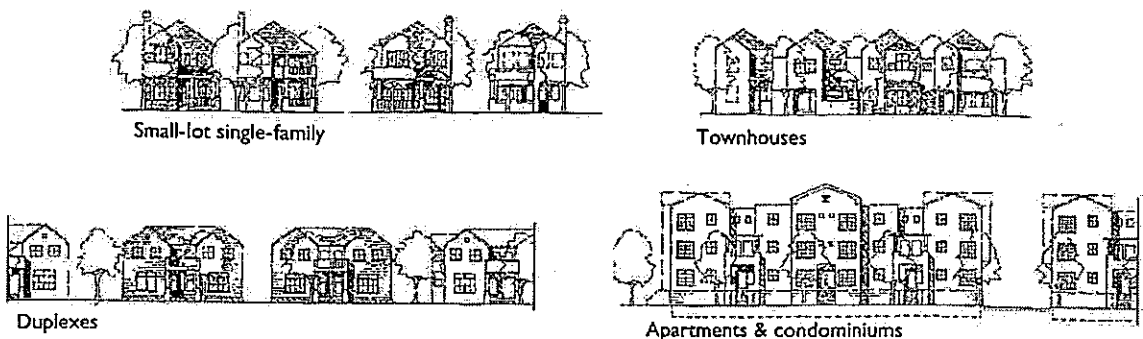 Small-lot single-family
Townhouses
Duplexes
Apartments & condominiums